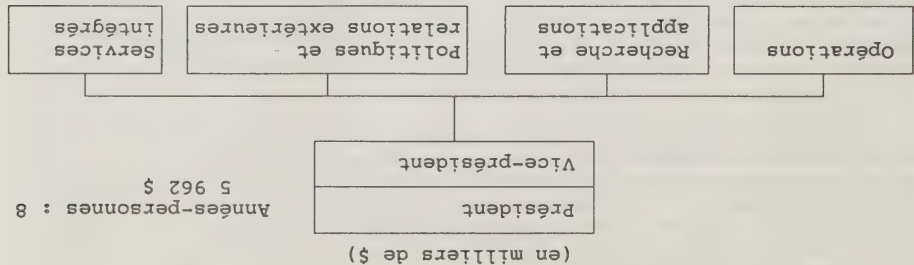 (en milliers de $)
Président
Vice-président
Années-personnes : 8
5 962 $
Opérations
Recherche et
applications
Politiques et
relations extérieures
Services
intégrés